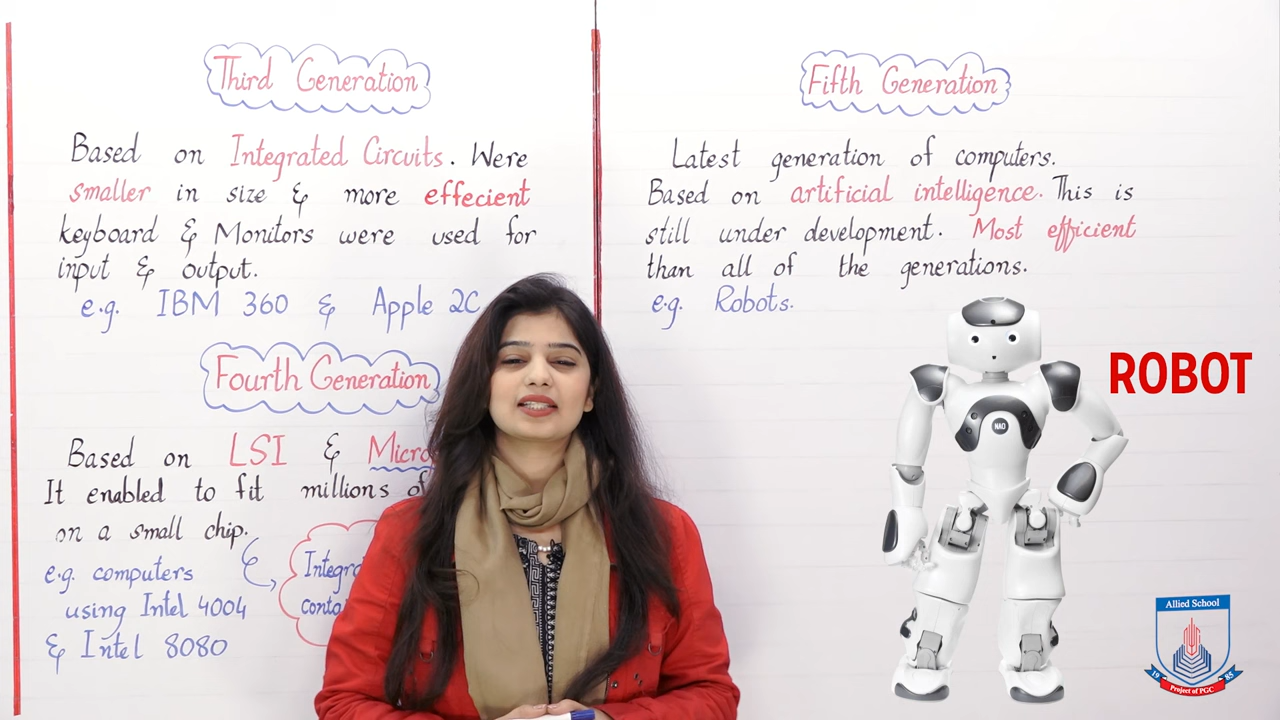 Third Generation
Based on Integrated Circuits. Were
smaller in size & more effecient
keyboard & Monitors were used for
input & output.
e.g. IBM 360 & Apple 2C
Fourth Generation
Based on LSI & Micro
It enabled to fit millions of
on a small chip.
e.g. computers
using Intel 4004
& Intel 8080
Integra
conta
Fifth Generation
Latest generation of computers.
Based on artificial intelligence. This is
still under development. Most efficient
than all of the generations.
e.g. Robots.
ROBOT
NAO
Allied School
19 85
Project of PGC